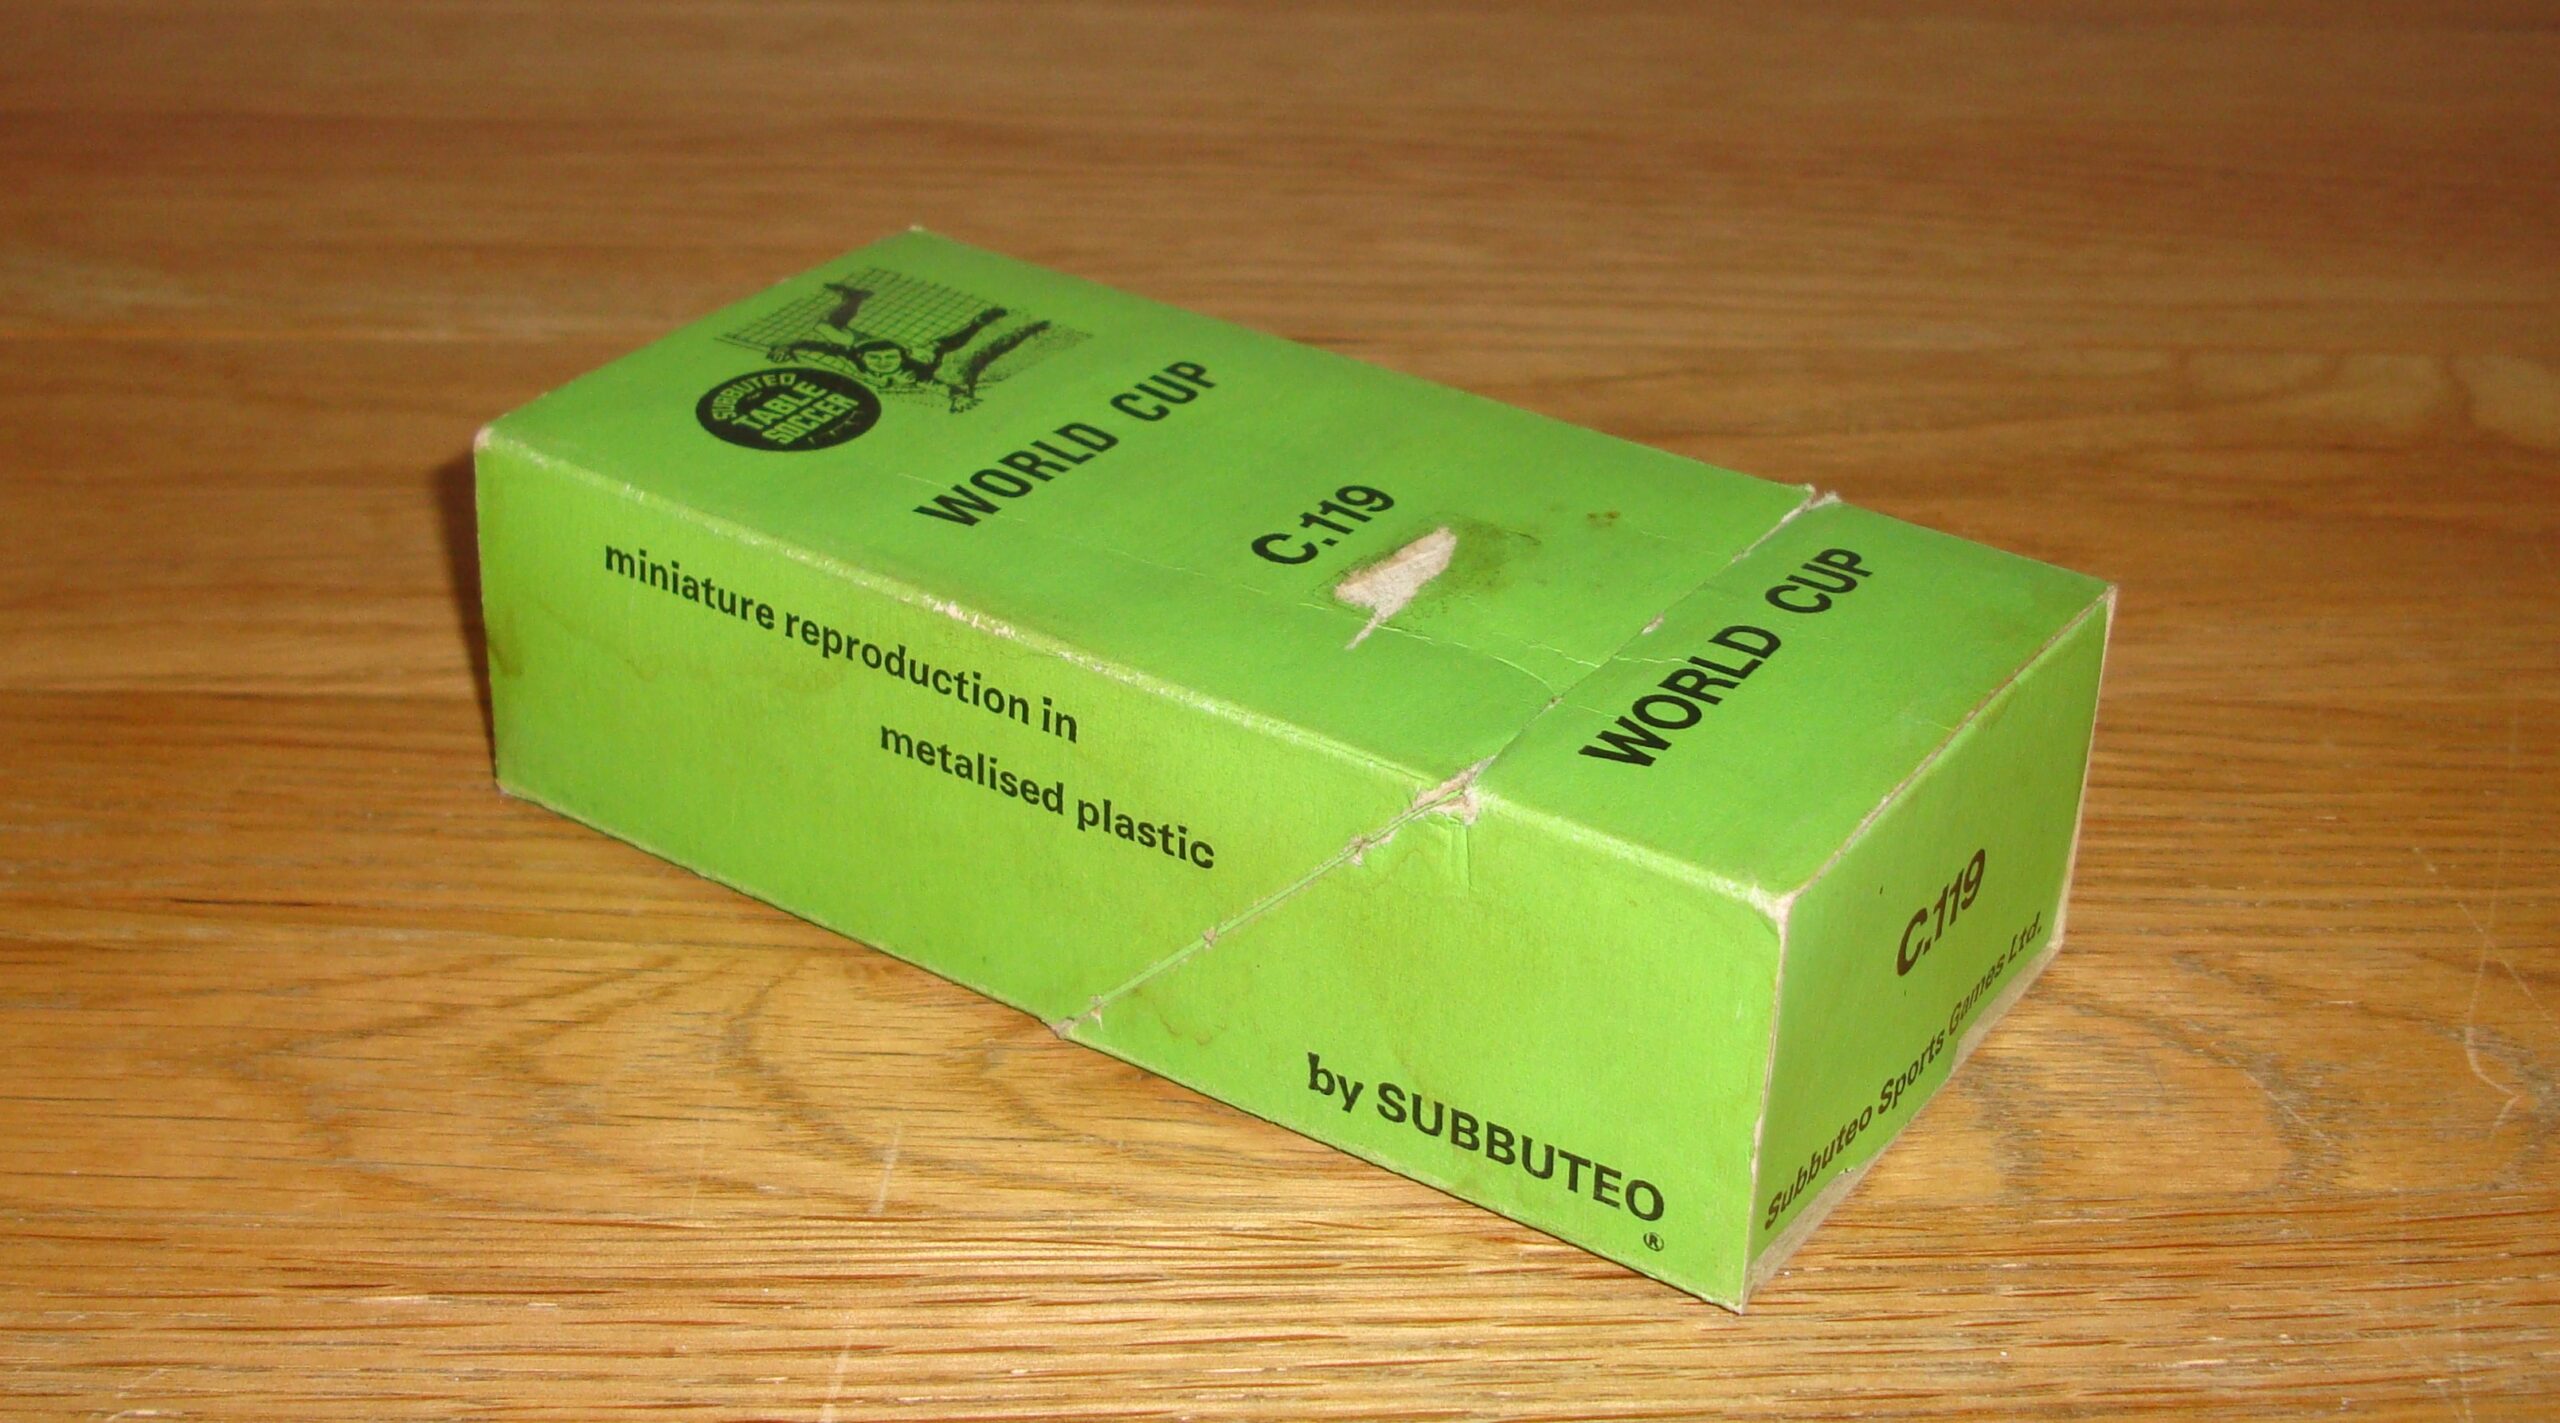 SUBBUTEO
TABLE
SOCCER
WORLD CUP
C.119
WORLD CUP
miniature reproduction in
metalised plastic
by SUBBUTEO
®
C.119
Subbuteo Sports Games Ltd.